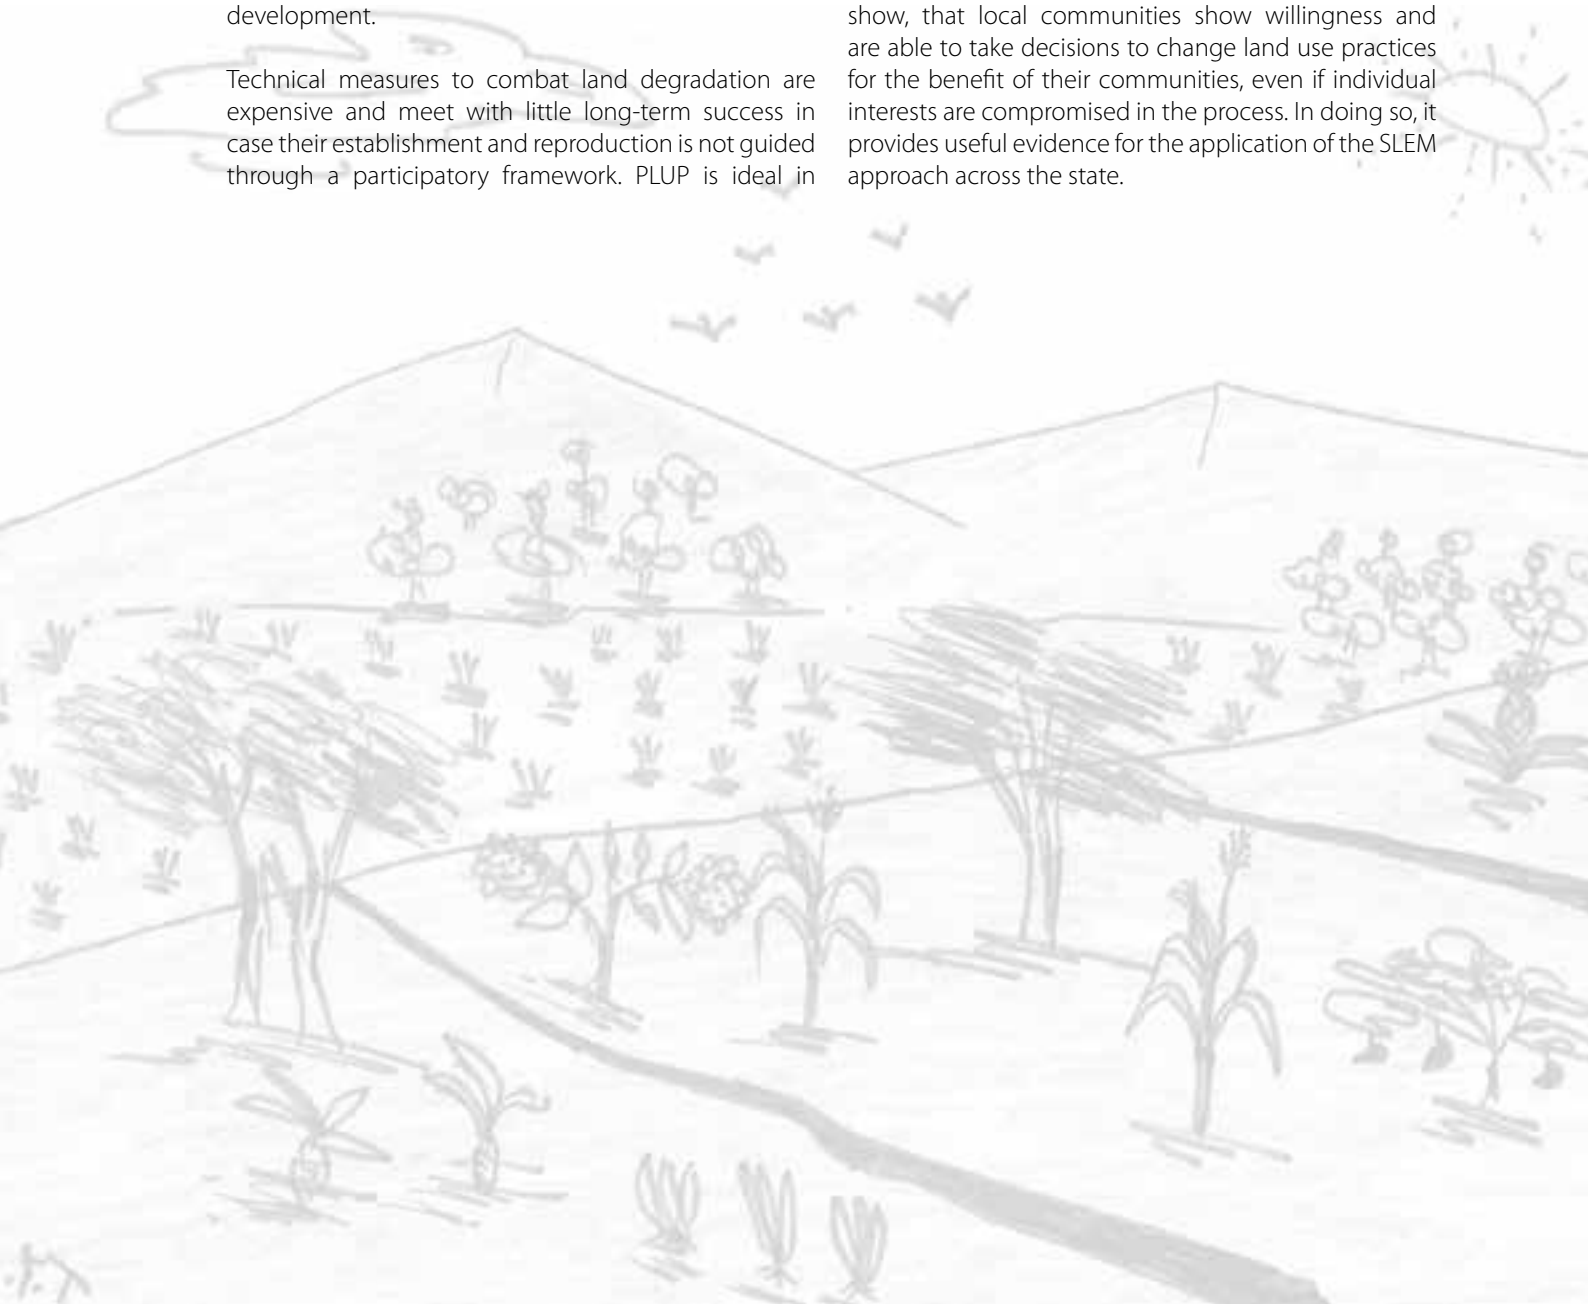 development.
Technical measures to combat land degradation are
expensive and meet with little long-term success in
case their establishment and reproduction is not guided
through a participatory framework. PLUP is ideal in
show, that local communities show willingness and
are able to take decisions to change land use practices
for the benefit of their communities, even if individual
interests are compromised in the process. In doing so, it
provides useful evidence for the application of the SLEM
approach across the state.